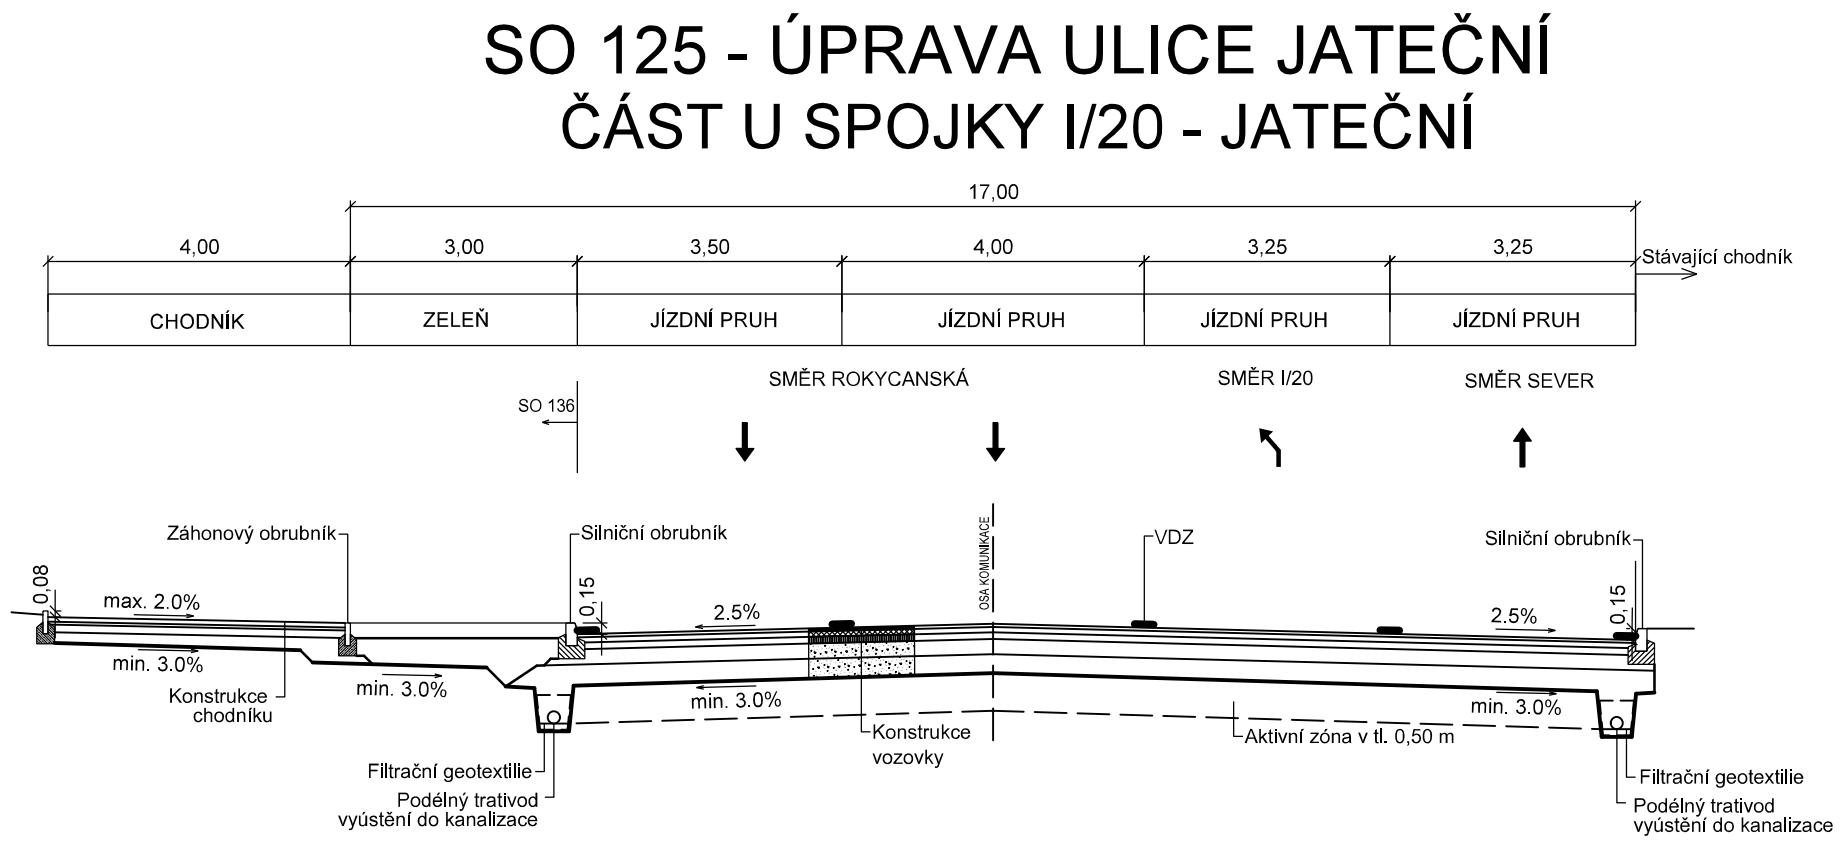 SO 125 - ÚPRAVA ULICE JATEČNÍ
ČÁST U SPOJKY I/20 - JATEČNÍ
17,00
4,00
3,00
3,50
4,00
3,25
3,25
Stávající chodník
CHODNÍK
ZELEŇ
JÍZDNÍ PRUH
JÍZDNÍ PRUH
JÍZDNÍ PRUH
JÍZDNÍ PRUH
SMĚR ROKYCANSKÁ
SMĚR I/20
SMĚR SEVER
SO 136
Záhonový obrubník
Silniční obrubník
OSA KOMUNIKACE
VDZ
Silniční obrubník
0,08
max. 2.0%
0,15
2.5%
2.5%
0,15
min. 3.0%
min. 3.0%
min. 3.0%
min. 3.0%
Konstrukce
chodníku
Konstrukce
vozovky
Aktivní zóna v tl. 0,50 m
Filtrační geotextilie
Podélný trativod
vyústění do kanalizace
Filtrační geotextilie
Podélný trativod
vyústění do kanalizace